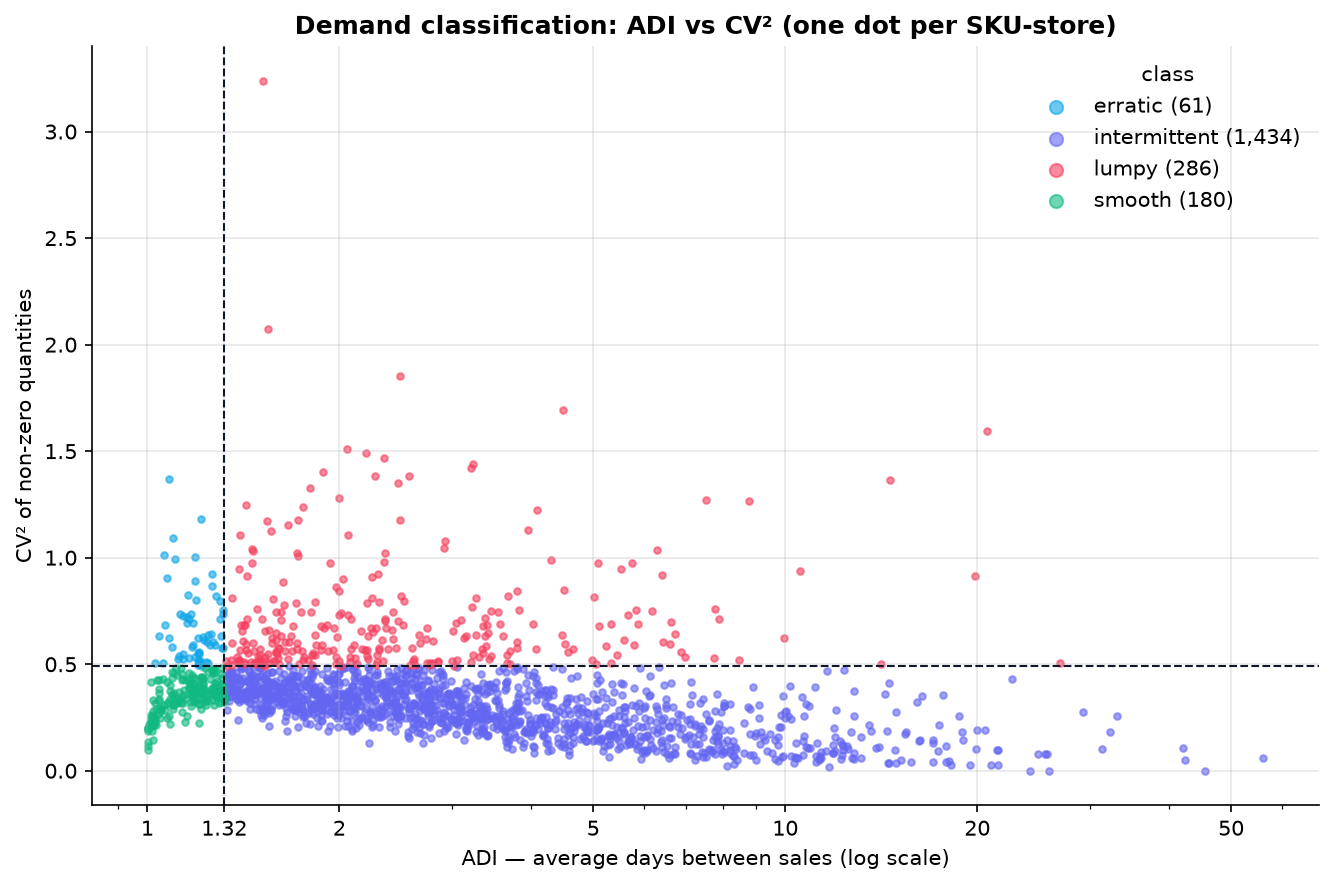 Demand classification: ADI vs CV² (one dot per SKU-store)
class
erratic (61)
intermittent (1,434)
lumpy (286)
smooth (180)
CV² of non-zero quantities
3.0
2.5
2.0
1.5
1.0
0.5
0.0
1 1.32 2 5 10 20 50
ADI — average days between sales (log scale)